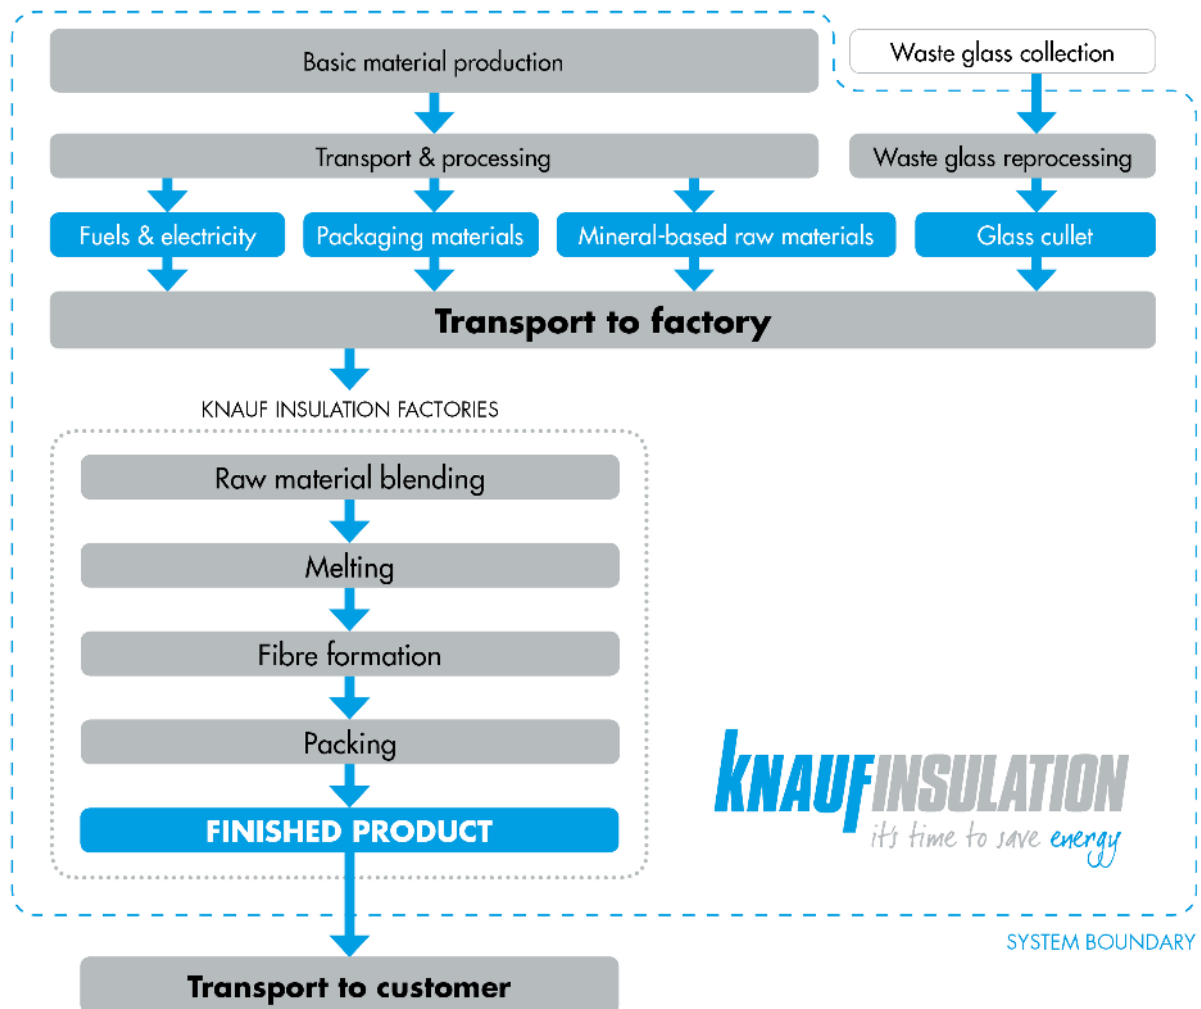 Basic material production
Waste glass collection
Transport & processing
Waste glass reprocessing
Fuels & electricity
Packaging materials
Mineral-based raw materials
Glass cullet
Transport to factory
KNAUF INSULATION FACTORIES
Raw material blending
Melting
Fibre formation
Packing
FINISHED PRODUCT
KNAUFINSULATION
it's time to save energy
SYSTEM BOUNDARY
Transport to customer